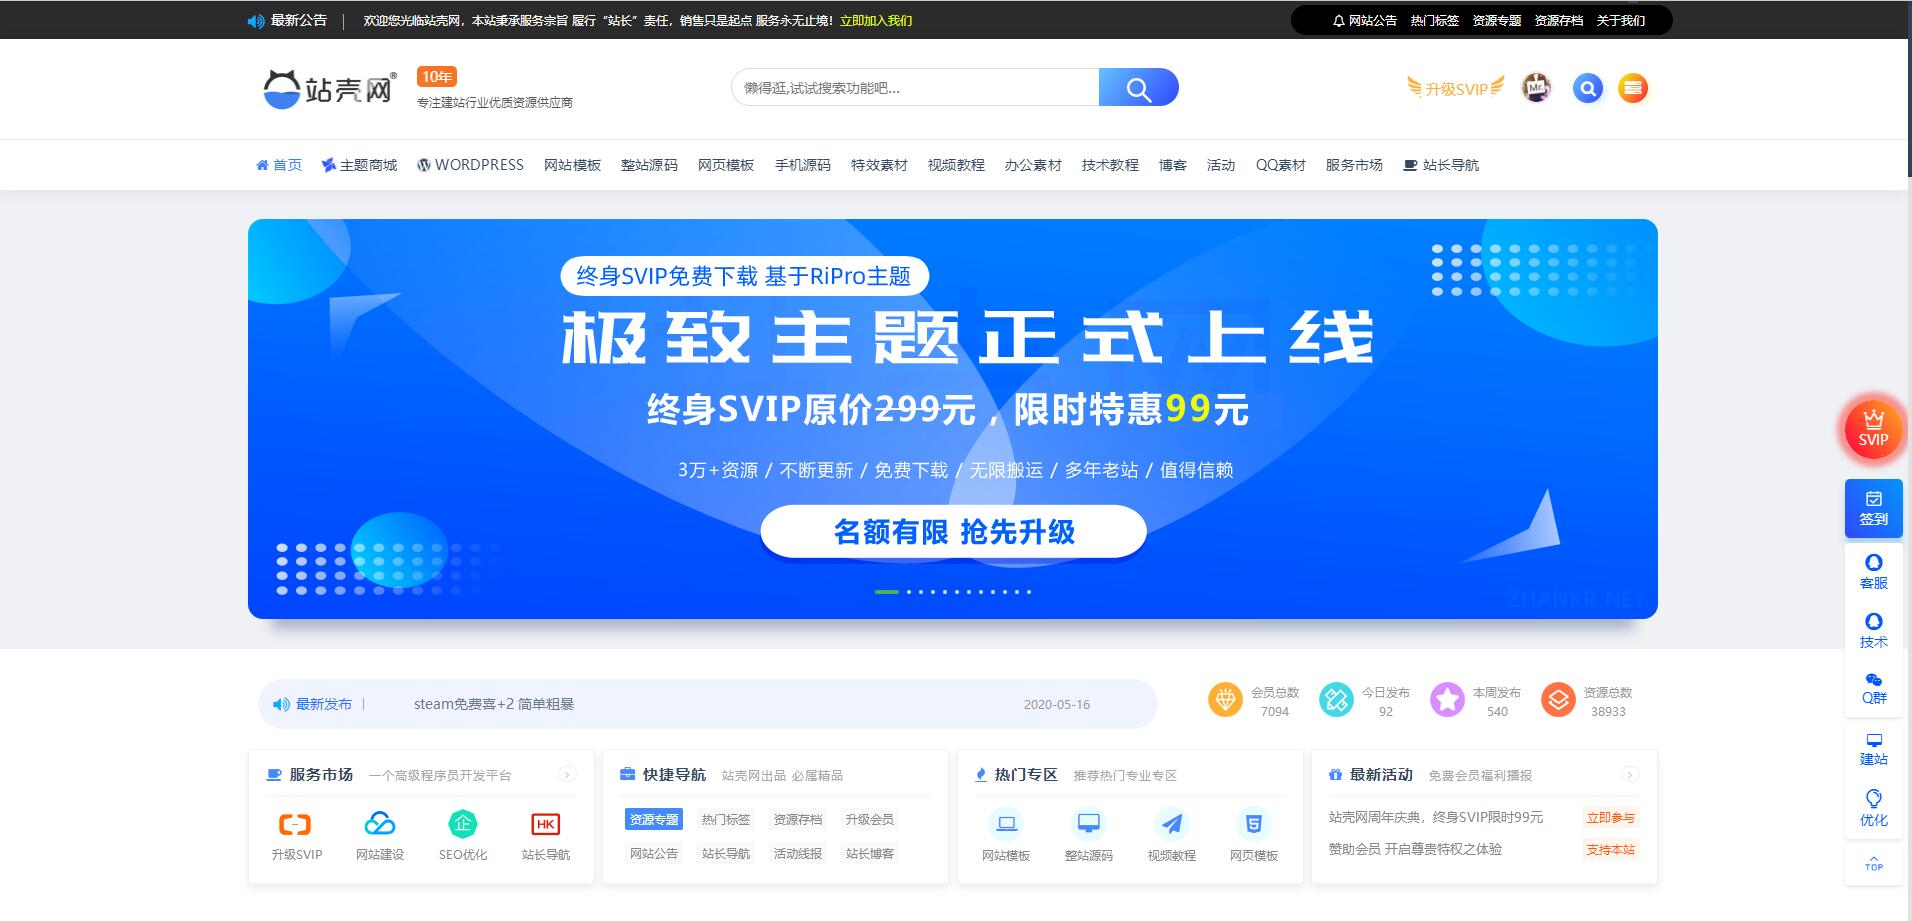 最新公告
欢迎您光临站壳网，本站秉承服务宗旨 履行“站长”责任，销售只是起点 服务永无止境！立即加入我们
网站公告 热门标签 资源专题 资源存档 关于我们
站壳网®
10年
专注建站行业优质资源供应商
懒得逛,试试搜索功能吧...
升级SVIP
首页 主题商城 WORDPRESS 网站模板 整站源码 网页模板 手机源码 特效素材 视频教程 办公素材 技术教程 博客 活动 QQ素材 服务市场 站长导航
终身SVIP免费下载 基于RiPro主题
极致主题正式上线
终身SVIP原价299元，限时特惠99元
3万+资源 / 不断更新 / 免费下载 / 无限搬运 / 多年老站 / 值得信赖
名额有限 抢先升级
ZHANKR.NET
SVIP
签到
客服
技术
Q群
建站
优化
TOP
最新发布
steam免费喜+2 简单粗暴
2020-05-16
会员总数
7094
今日发布
92
本周发布
540
资源总数
38933
服务市场 一个高级程序员开发平台
升级SVIP
网站建设
企
SEO优化
HK
站长导航
快捷导航 站壳网出品 必属精品
资源专题 热门标签 资源存档 升级会员
网站公告 站长导航 活动线报 站长博客
热门专区 推荐热门专业专区
网站模板 整站源码 视频教程 网页模板
最新活动 免费会员福利播报
站壳网周年庆典，终身SVIP限时99元 立即参与
赞助会员 开启尊贵特权之体验 支持本站